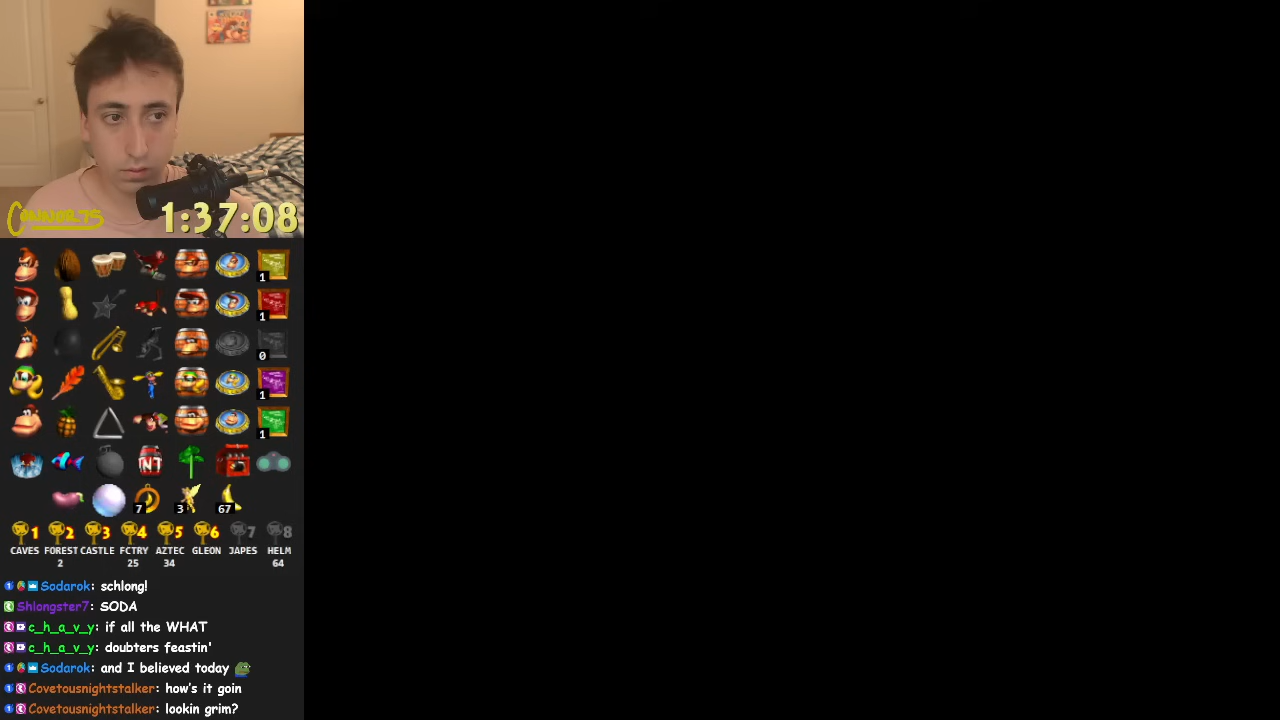 Connor75
1:37:08
1
1
0
1
1
NT
7 3 67
1 2 3 4 5 6 7 8
CAVES FOREST CASTLE FCTRY AZTEC GLEON JAPES HELM
2 25 34 64
Sodarok: schlong!
Shlongster7: SODA
c_h_a_v_y: if all the WHAT
c_h_a_v_y: doubters feastin'
Sodarok: and I believed today
Covetousnightstalker: how's it goin
Covetousnightstalker: lookin grim?